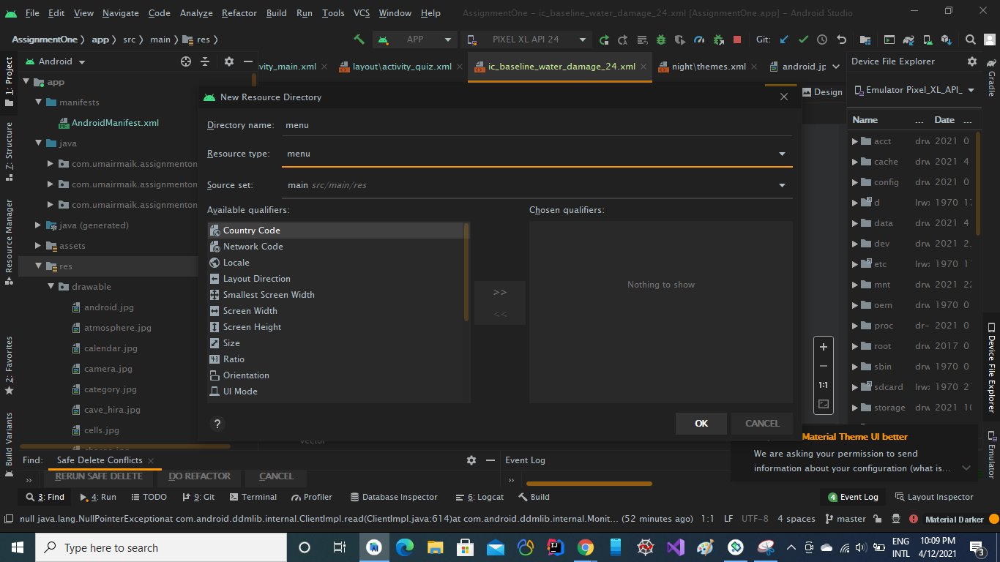 File Edit View Navigate Code Analyze Refactor Build Run Tools VCS Window Help AssignmentOne - ic_baseline_water_damage_24.xml [AssignmentOne.app] - Android Studio
AssignmentOne app src main res APP PIXEL XL API 24 Git:
Android vity_main.xml layout\activity_quiz.xml ic_baseline_water_damage_24.xml night\themes.xml android.jp Device File Explorer
New Resource Directory
Design Emulator Pixel_XL_API_
Directory name: menu
Resource type: menu
Source set: main src/main/res
Available qualifiers: Chosen qualifiers:
Country Code
Network Code
Locale
Layout Direction
Smallest Screen Width
Screen Width
Screen Height
Size
Ratio
Orientation
UI Mode
>>
<<
Nothing to show
? OK CANCEL
app
manifests
AndroidManifest.xml
java
com.umairmaik.assignmenton
com.umairmaik.assignmenton
com.umairmaik.assignmenton
java (generated)
assets
res
drawable
android.jpg
atmosphere.jpg
calendar.jpg
camera.jpg
category.jpg
cave_hira.jpg
cells.jpg
vector
Name ... Date ...
acct drw 2021 0
cache drw 2021 4
config drw 2021 0
d lrw 1970 17
data drw 2021 4
dev drw 2021 2.
etc lrw 1970 11
mnt drw 2021 22
oem drw 1970 0
proc dr- 2021 0
root drw 2017 0
sbin drw 1970 0
sdcard lrw 1970 21
storage drw 2021 10
1:1
1: Project
7: Structure
Resource Manager
2: Favorites
Build Variants
Gradle
Device File Explorer
Emulator
Material Theme UI better
We are asking your permission to send
information about your configuration (what is...
Find: Safe Delete Conflicts Event Log
RERUN SAFE DELETE DO REFACTOR CANCEL
3: Find 4: Run TODO 9: Git Terminal Profiler Database Inspector 6: Logcat Build 4 Event Log Layout Inspector
null java.lang.NullPointerExceptionat com.android.ddmlib.internal.ClientImpl.read(ClientImpl.java:614)at com.android.ddmlib.internal.Monit... (52 minutes ago) 1:1 LF UTF-8 4 spaces master Material Darker
Type here to search ENG INTL 10:09 PM 4/12/2021 3